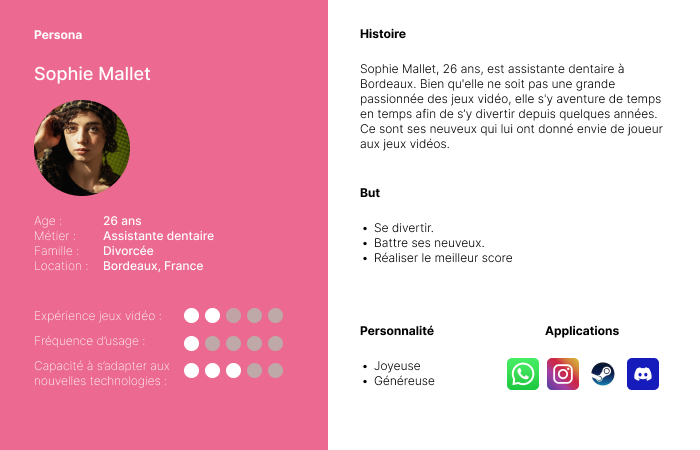 Persona
Sophie Mallet
Age : 26 ans
Métier : Assistante dentaire
Famille : Divorcée
Location : Bordeaux, France
Expérience jeux vidéo :
Fréquence d'usage :
Capacité à s'adapter aux
nouvelles technologies :
Histoire
Sophie Mallet, 26 ans, est assistante dentaire à
Bordeaux. Bien qu'elle ne soit pas une grande
passionnée des jeux vidéo, elle s'y aventure de temps
en temps afin de s'y divertir depuis quelques années.
Ce sont ses neuveux qui lui ont donné envie de joueur
aux jeux vidéos.
But
• Se divertir.
• Battre ses neuveux.
• Réaliser le meilleur score
Personnalité
• Joyeuse
• Généreuse
Applications